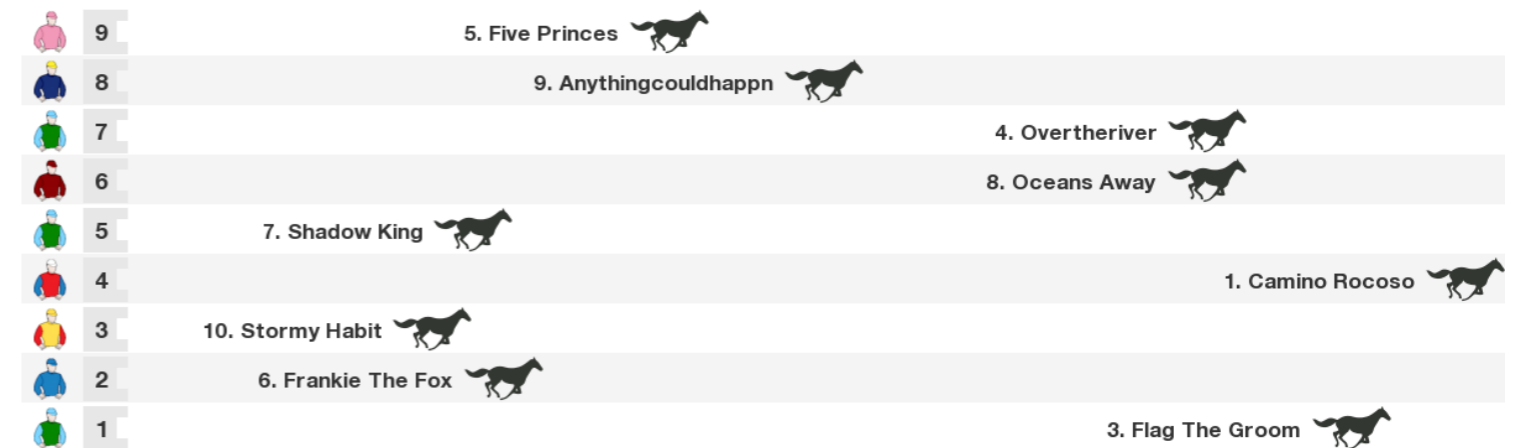 9 5. Five Princes
8 9. Anythingcouldhappn
7 4. Overtheriver
6 8. Oceans Away
5 7. Shadow King
4 1. Camino Rocoso
3 10. Stormy Habit
2 6. Frankie The Fox
1 3. Flag The Groom